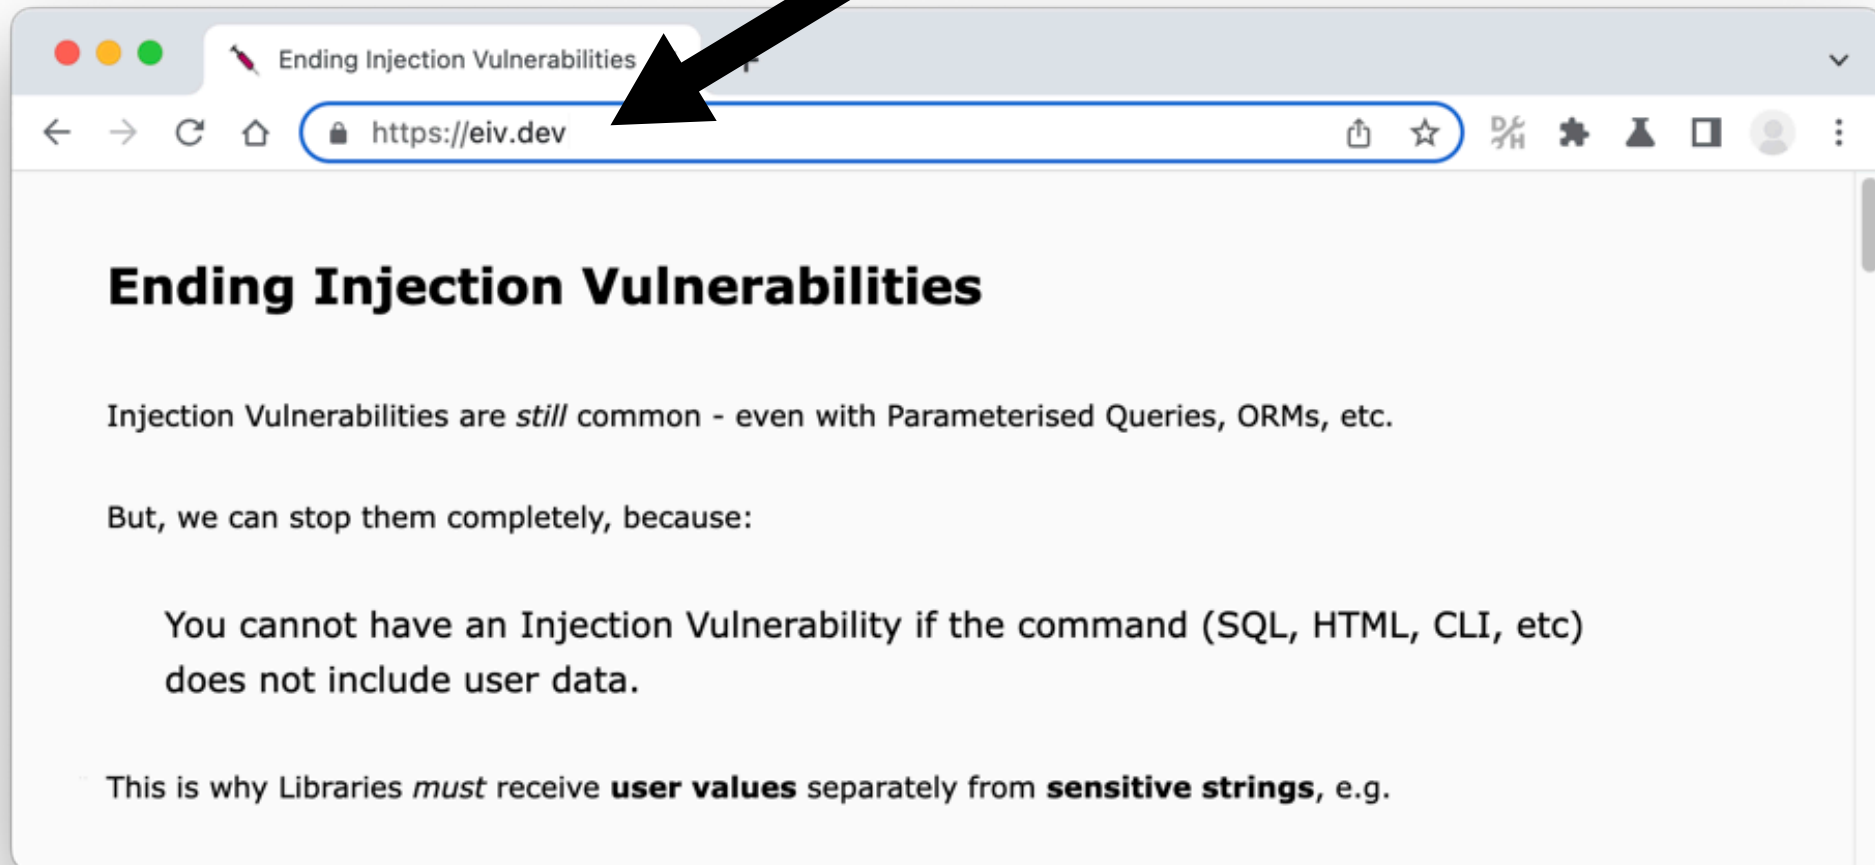 Ending Injection Vulnerabilities
https://eiv.dev
Ending Injection Vulnerabilities
Injection Vulnerabilities are still common - even with Parameterised Queries, ORMs, etc.
But, we can stop them completely, because:
You cannot have an Injection Vulnerability if the command (SQL, HTML, CLI, etc)
does not include user data.
This is why Libraries must receive user values separately from sensitive strings, e.g.